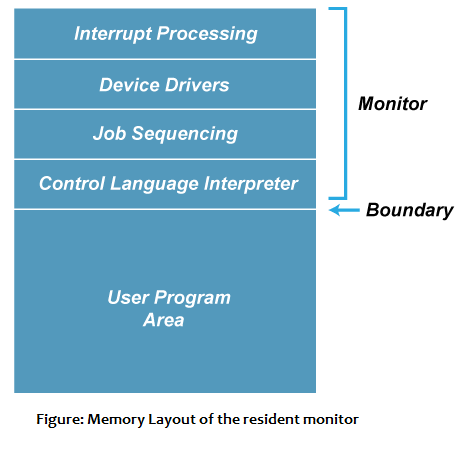 Interrupt Processing
Device Drivers
Job Sequencing
Control Language Interpreter
Monitor
Boundary
User Program
Area
Figure: Memory Layout of the resident monitor